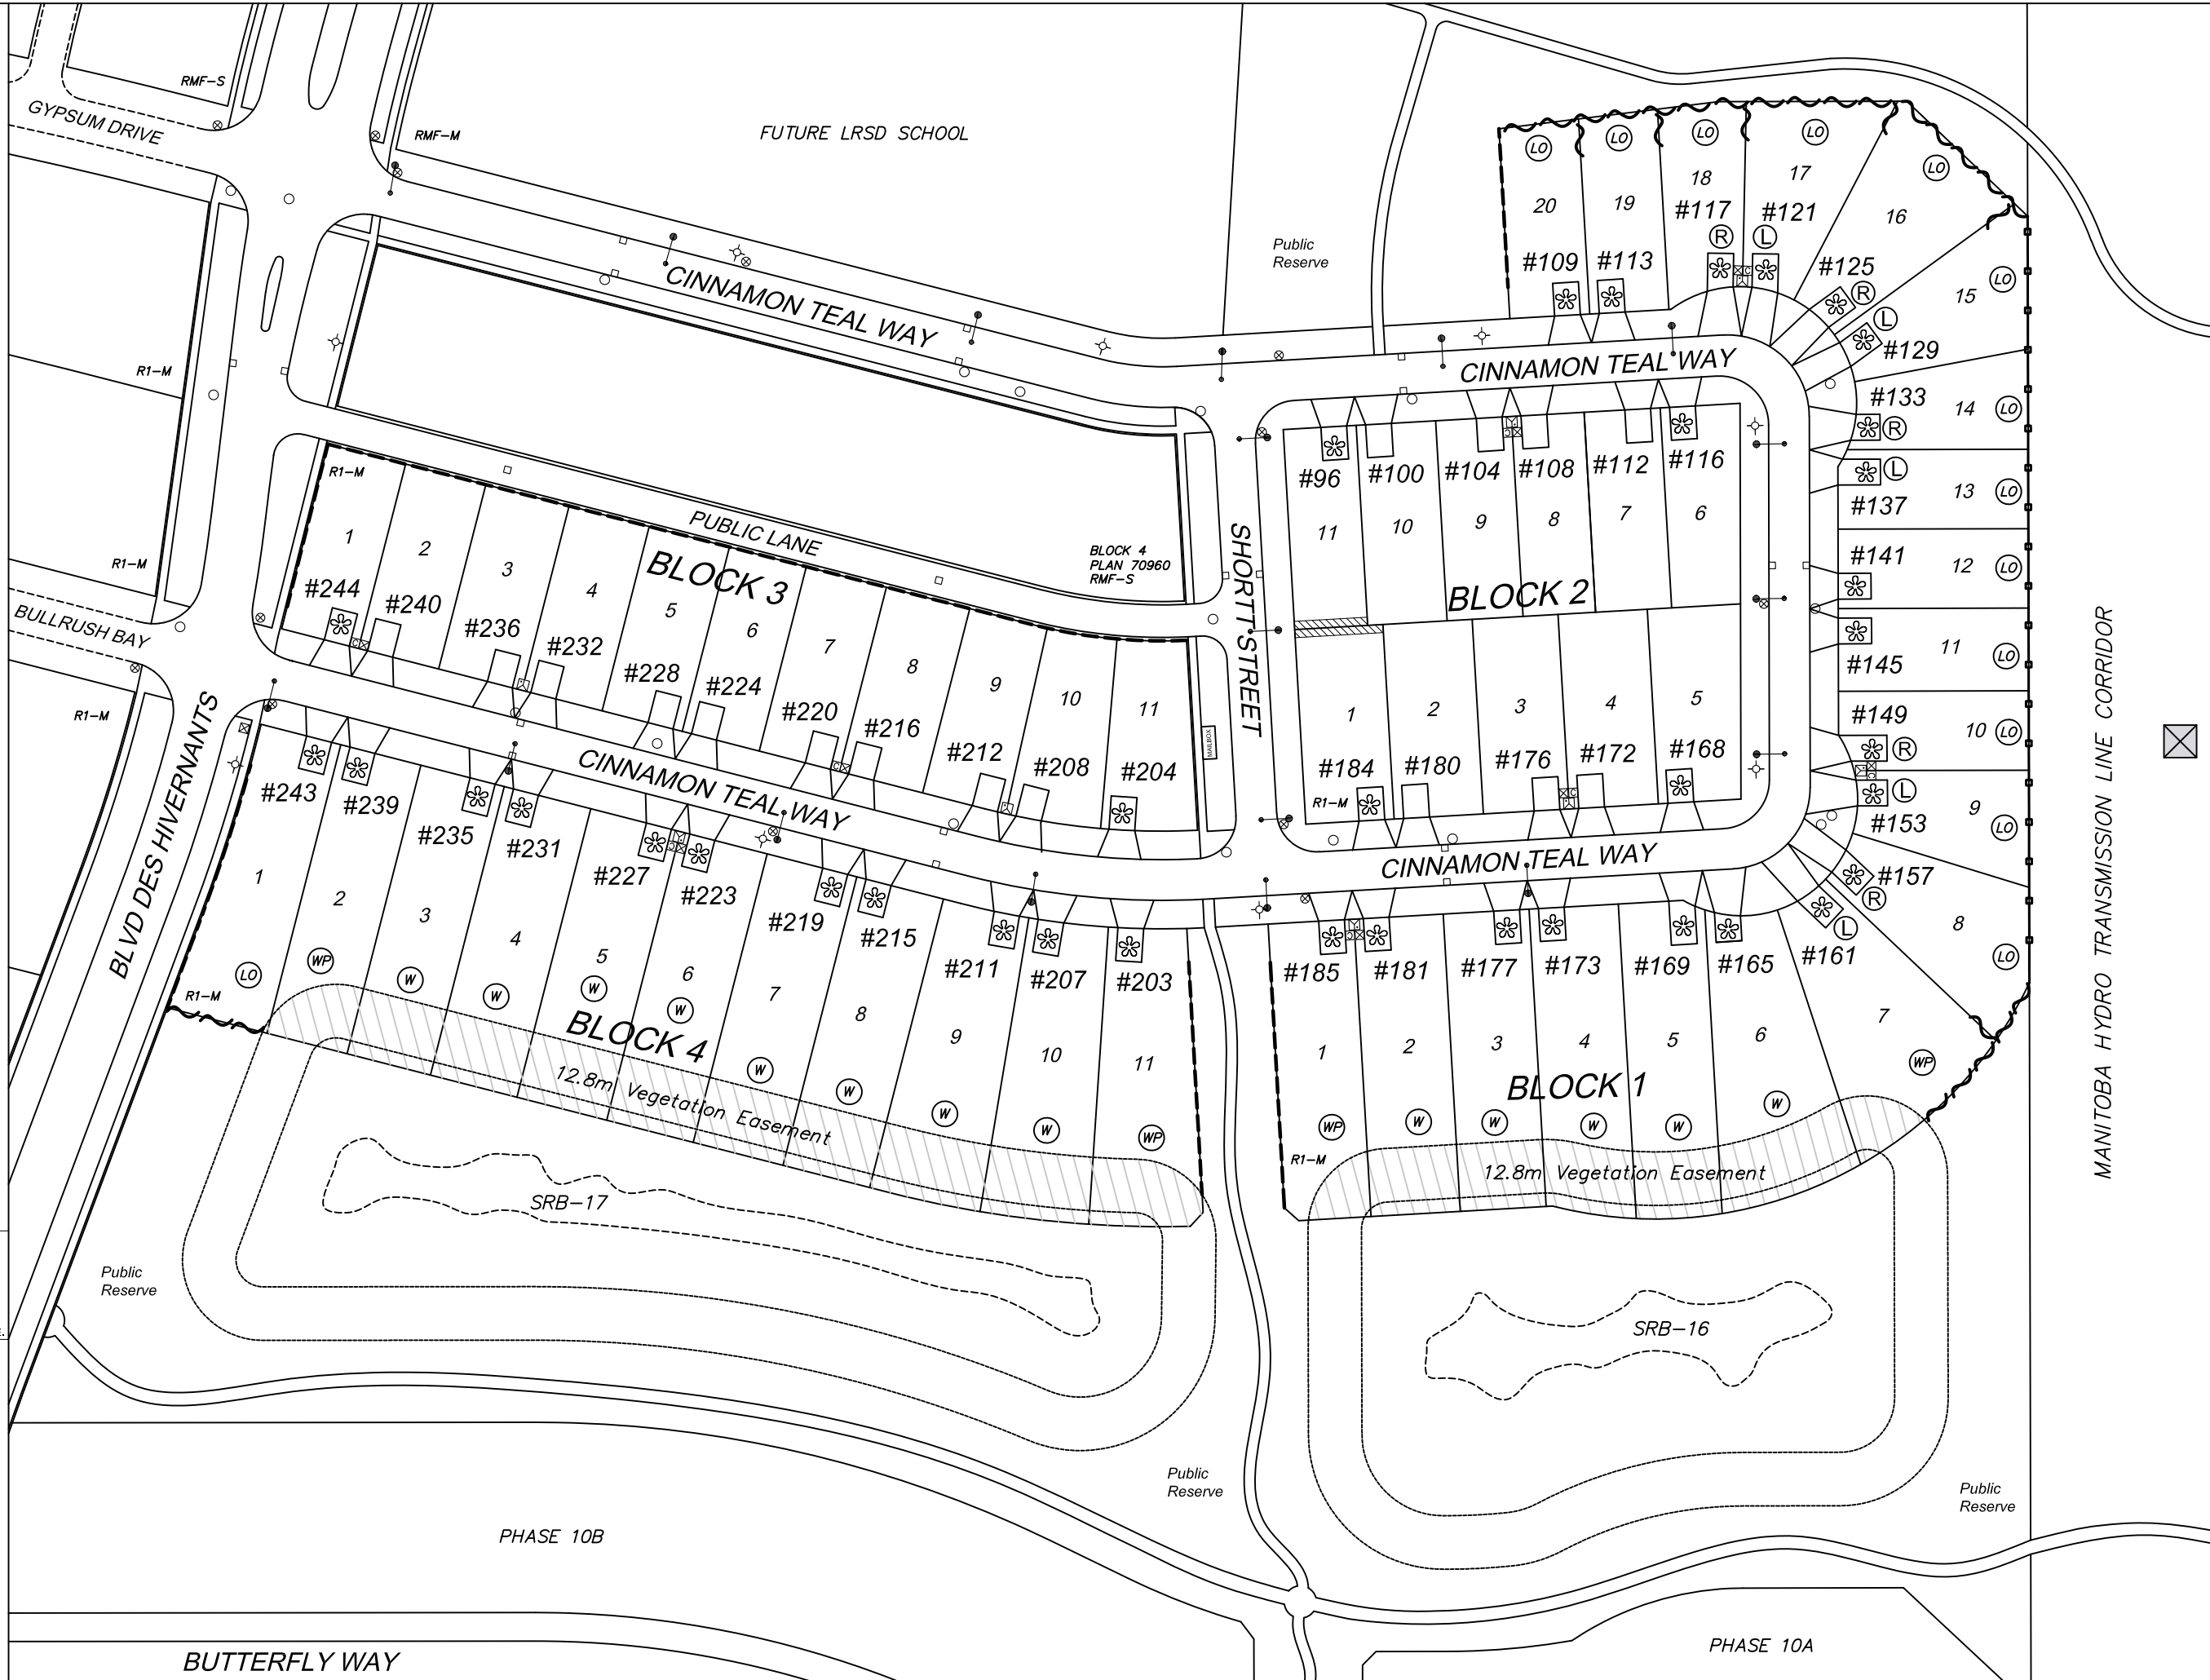 RMF-S
GYPSUM DRIVE
RMF-M
FUTURE LRSD SCHOOL
Public
Reserve
CINNAMON TEAL WAY
CINNAMON TEAL WAY
LO
LO
LO
LO
LO
20
19
18
17
16
#109
#113
#117
#121
#125
R
L
R
L
#129
15
LO
#133
14
LO
R
L
#137
13
LO
#141
12
LO
#145
11
LO
#149
10
LO
R
L
#153
9
LO
#157
R
8
LO
L
#161
7
WP
R1-M
R1-M
BULLRUSH BAY
R1-M
BLVD DES HIVERNANTS
R1-M
PUBLIC LANE
BLOCK 3
BLOCK 4
PLAN 70960
RMF-S
1
2
3
4
5
6
7
8
9
10
11
#244
#240
#236
#232
#228
#224
#220
#216
#212
#208
#204
MAILBOX
SHORTT STREET
#96
#100
#104
#108
#112
#116
11
10
9
8
7
6
BLOCK 2
1
2
3
4
5
#184
#180
#176
#172
#168
R1-M
CINNAMON TEAL WAY
CINNAMON TEAL WAY
#243
#239
#235
#231
#227
#223
#219
#215
#211
#207
#203
1
2
3
4
5
6
7
8
9
10
11
LO
WP
W
W
W
W
W
W
W
W
WP
R1-M
BLOCK 4
12.8m Vegetation Easement
#185
#181
#177
#173
#169
#165
1
2
3
4
5
6
BLOCK 1
WP
W
W
W
W
W
R1-M
12.8m Vegetation Easement
MANITOBA HYDRO TRANSMISSION LINE CORRIDOR
SRB-17
SRB-16
Public
Reserve
Public
Reserve
Public
Reserve
PHASE 10B
PHASE 10A
BUTTERFLY WAY